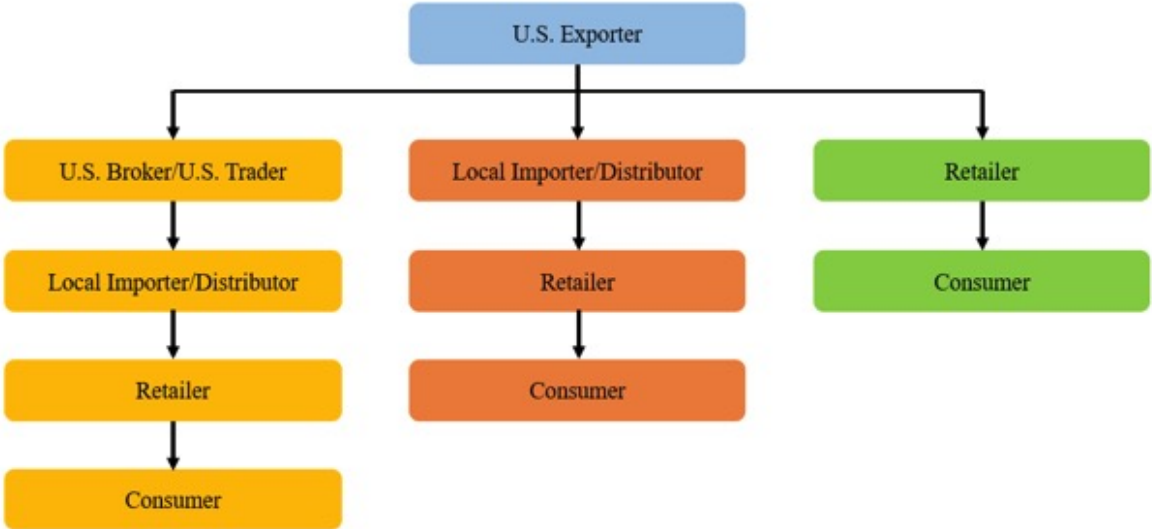 U.S. Exporter
U.S. Broker/U.S. Trader
Local Importer/Distributor
Retailer
Consumer
Local Importer/Distributor
Retailer
Consumer
Retailer
Consumer